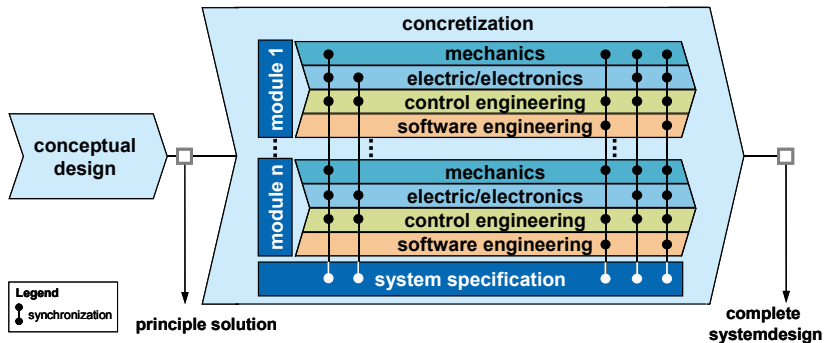 concretization
module 1
mechanics
electric/electronics
control engineering
software engineering
conceptual
design
module n
mechanics
electric/electronics
control engineering
software engineering
system specification
Legend
synchronization
principle solution
complete
systemdesign